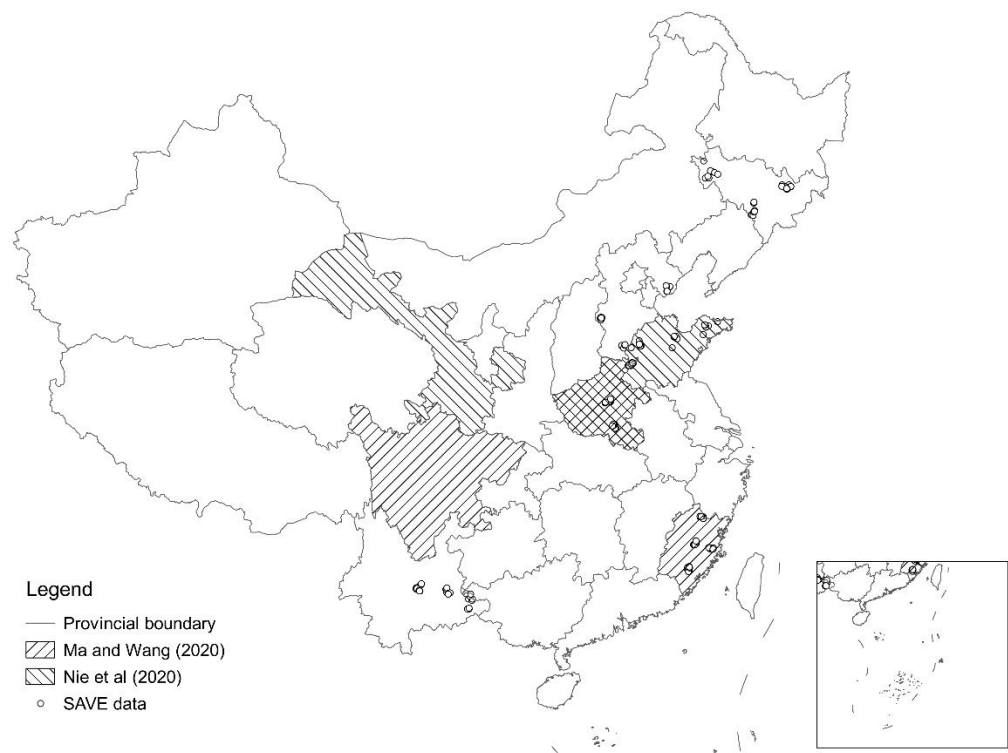 Legend
Provincial boundary
Ma and Wang (2020)
Nie et al (2020)
SAVE data